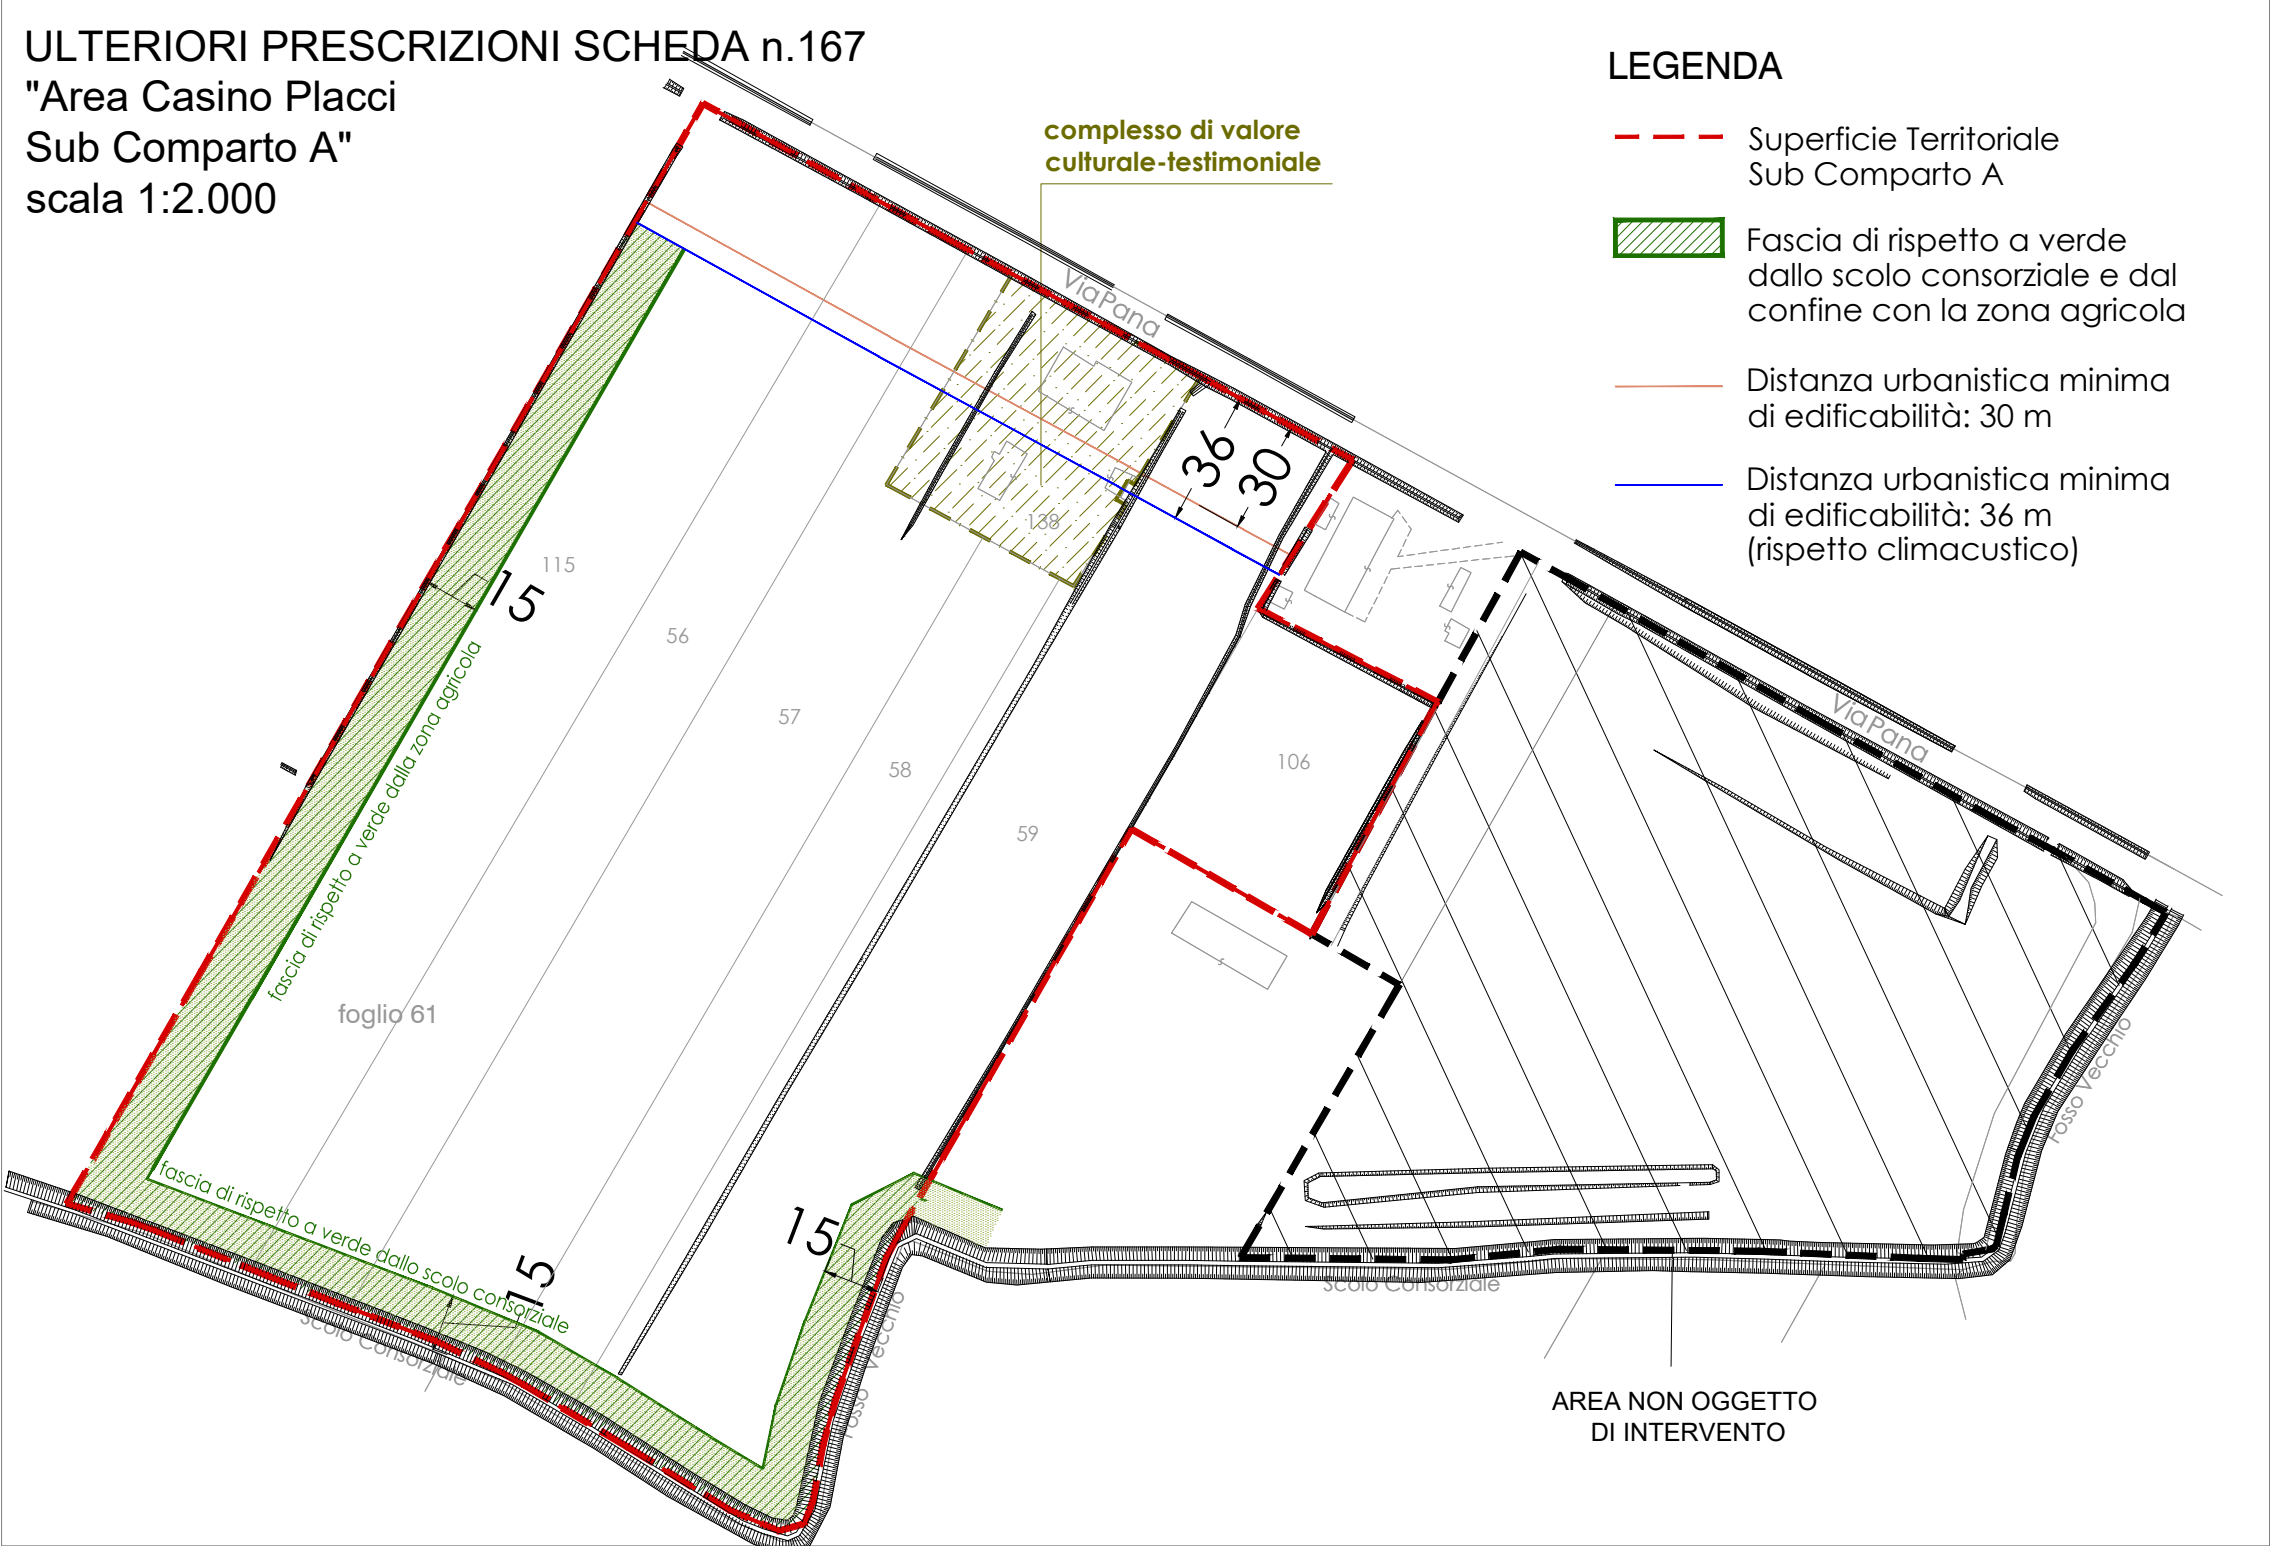 ULTERIORI PRESCRIZIONI SCHEDA n.167
"Area Casino Placci
Sub Comparto A"
scala 1:2.000
complesso di valore
culturale-testimoniale
LEGENDA
Superficie Territoriale
Sub Comparto A
Fascia di rispetto a verde
dallo scolo consorziale e dal
confine con la zona agricola
Distanza urbanistica minima
di edificabilità: 30 m
Distanza urbanistica minima
di edificabilità: 36 m
(rispetto climacustico)
Via Pana
36
30
138
115
15
56
57
58
59
106
Via Pana
fascia di rispetto a verde dalla zona agricola
foglio 61
Fosso Vecchio
fascia di rispetto a verde dallo scolo consorziale
15
15
Scolo Consorziale
Fosso Vecchio
Scolo Consorziale
AREA NON OGGETTO
DI INTERVENTO